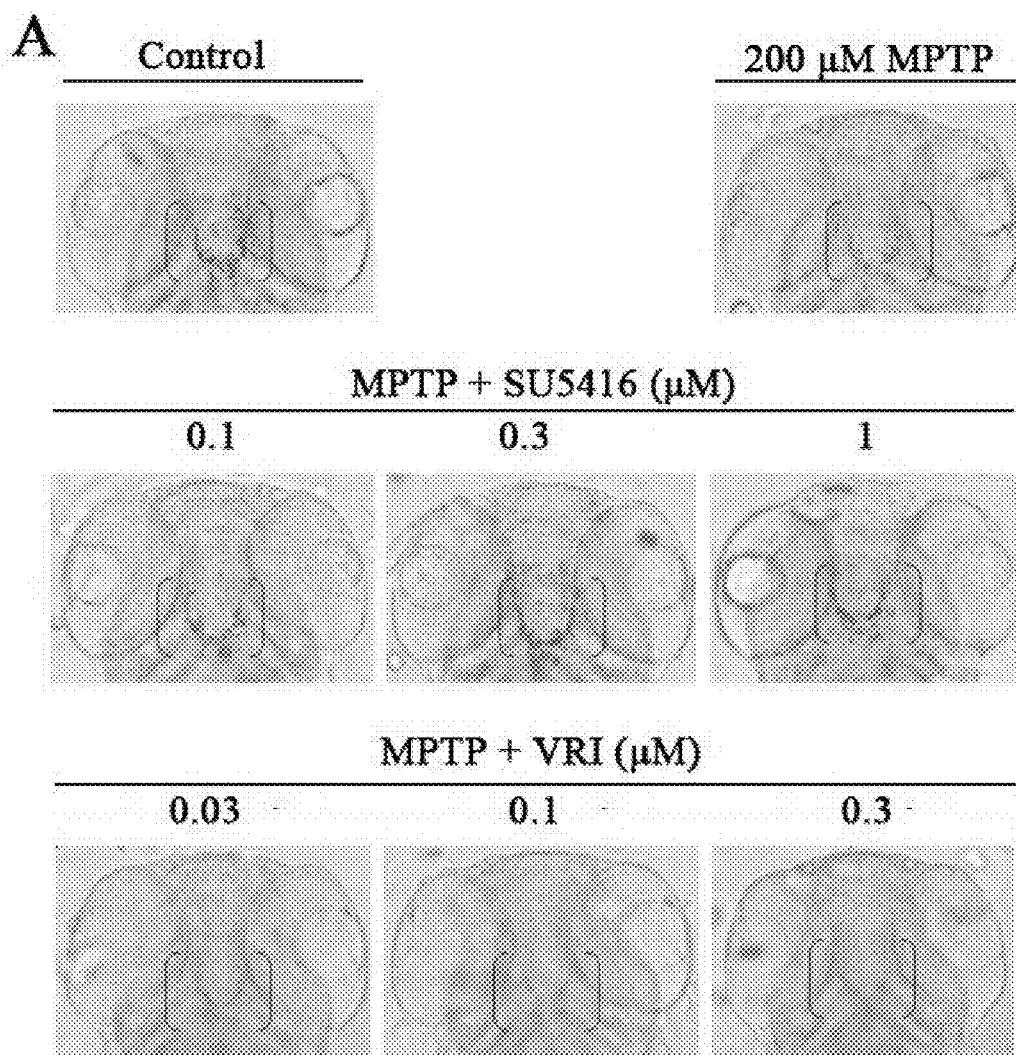 A
Control
200 μM MPTP
MPTP + SU5416 (μM)
0.1
0.3
1
MPTP + VRI (μM)
0.03
0.1
0.3